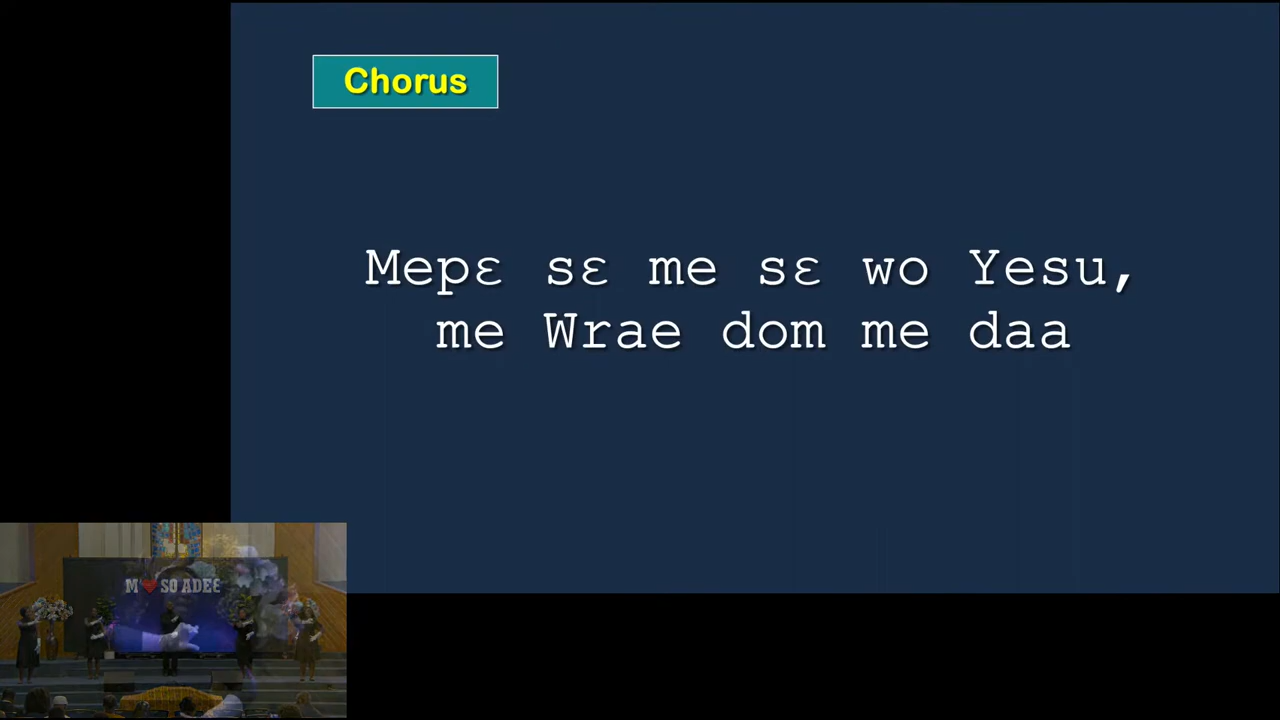 Chorus
Mepɛ sɛ me sɛ wo Yesu,
me Wrae dom me daa
M'❤ SO ADEƐ